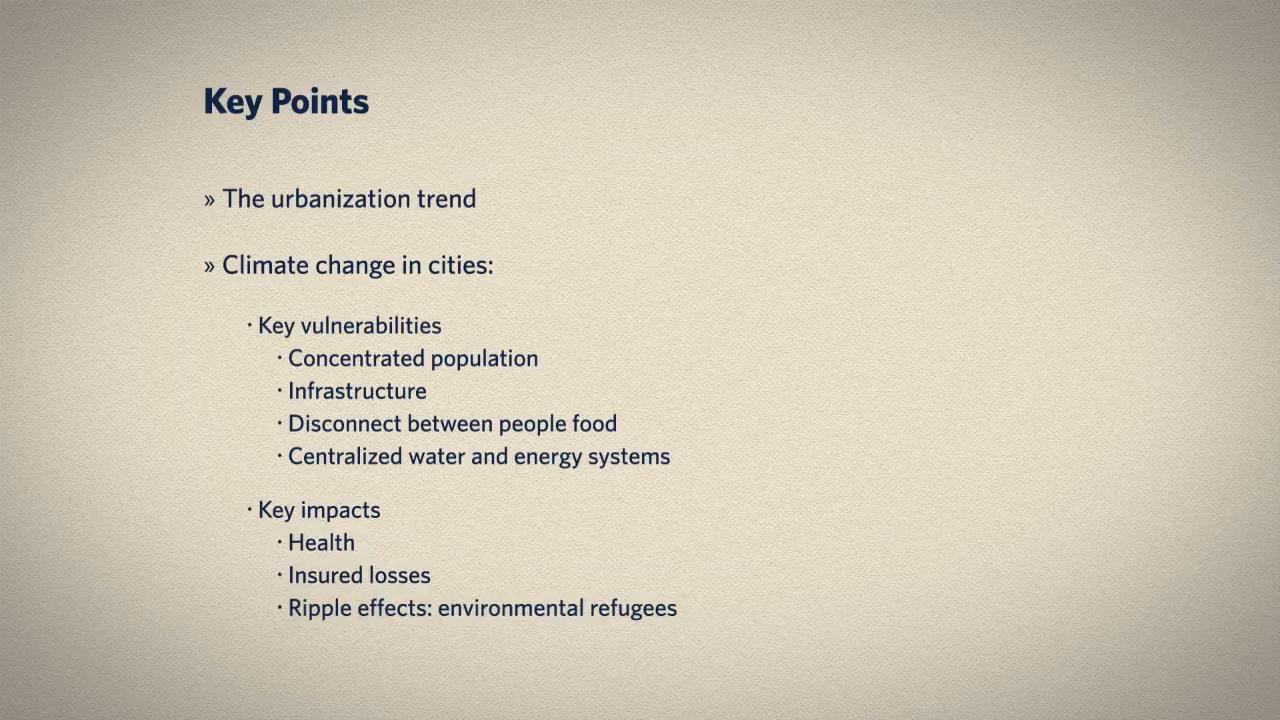 Key Points
» The urbanization trend
» Climate change in cities:
· Key vulnerabilities
· Concentrated population
· Infrastructure
· Disconnect between people food
· Centralized water and energy systems
· Key impacts
· Health
· Insured losses
· Ripple effects: environmental refugees